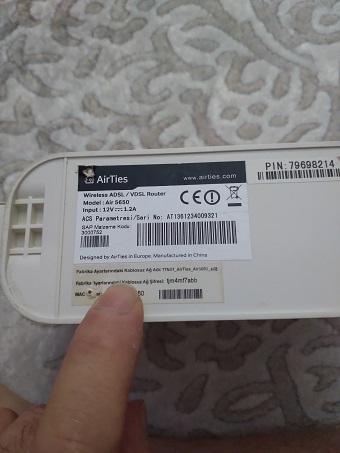 AirTies
www.airties.com
Wireless ADSL / VDSL Router
Model : Air 5650
Input : 12V 1.2A
ACS Parametresi/Seri No: AT1361234009321
SAP Malzeme Kodu
3000752
Designed by AirTies in Europe. Manufactured in China
PIN: 79698214
Fabrika Ayarlarındaki Kablosuz Ağ Adı:
Fabrika Ayarlarındaki Kablosuz Ağ Şifresi: tjm4mf7abb
MAC